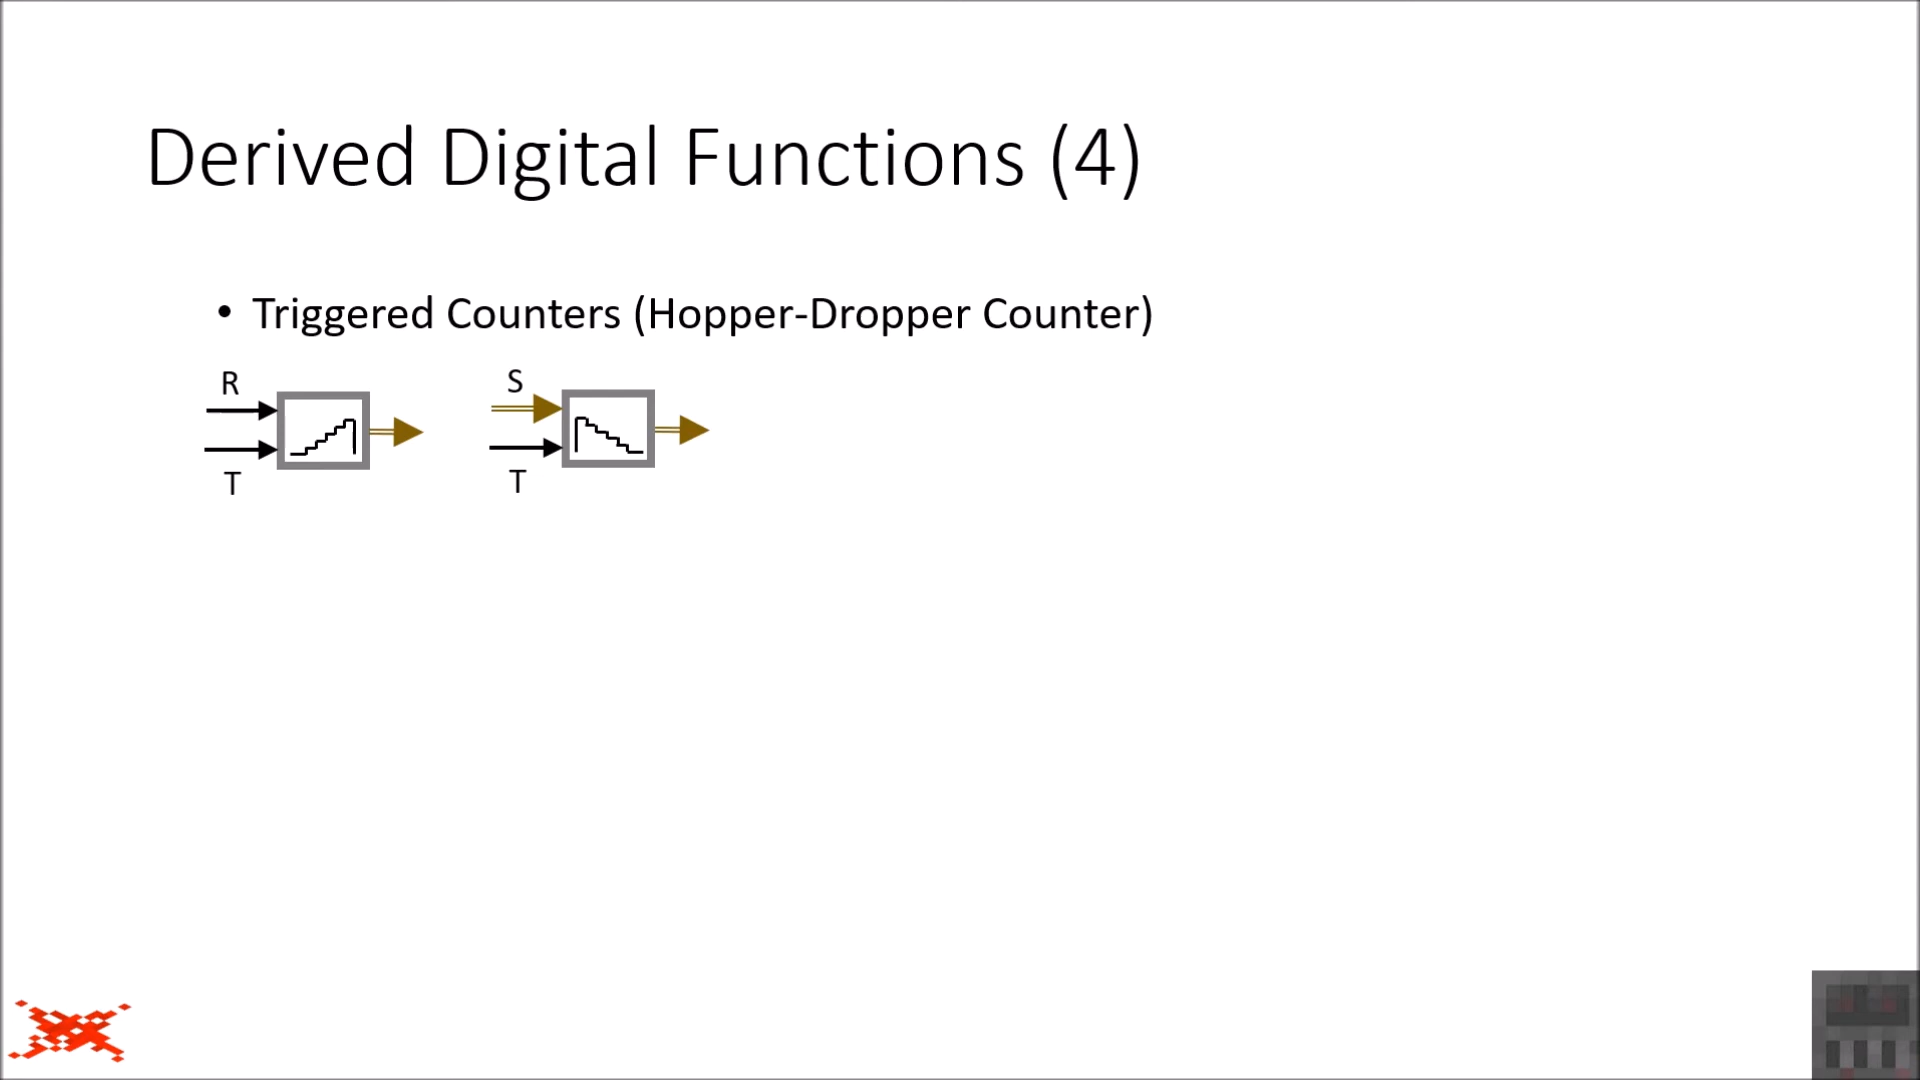 Derived Digital Functions (4)
• Triggered Counters (Hopper-Dropper Counter)
R
S
T
T